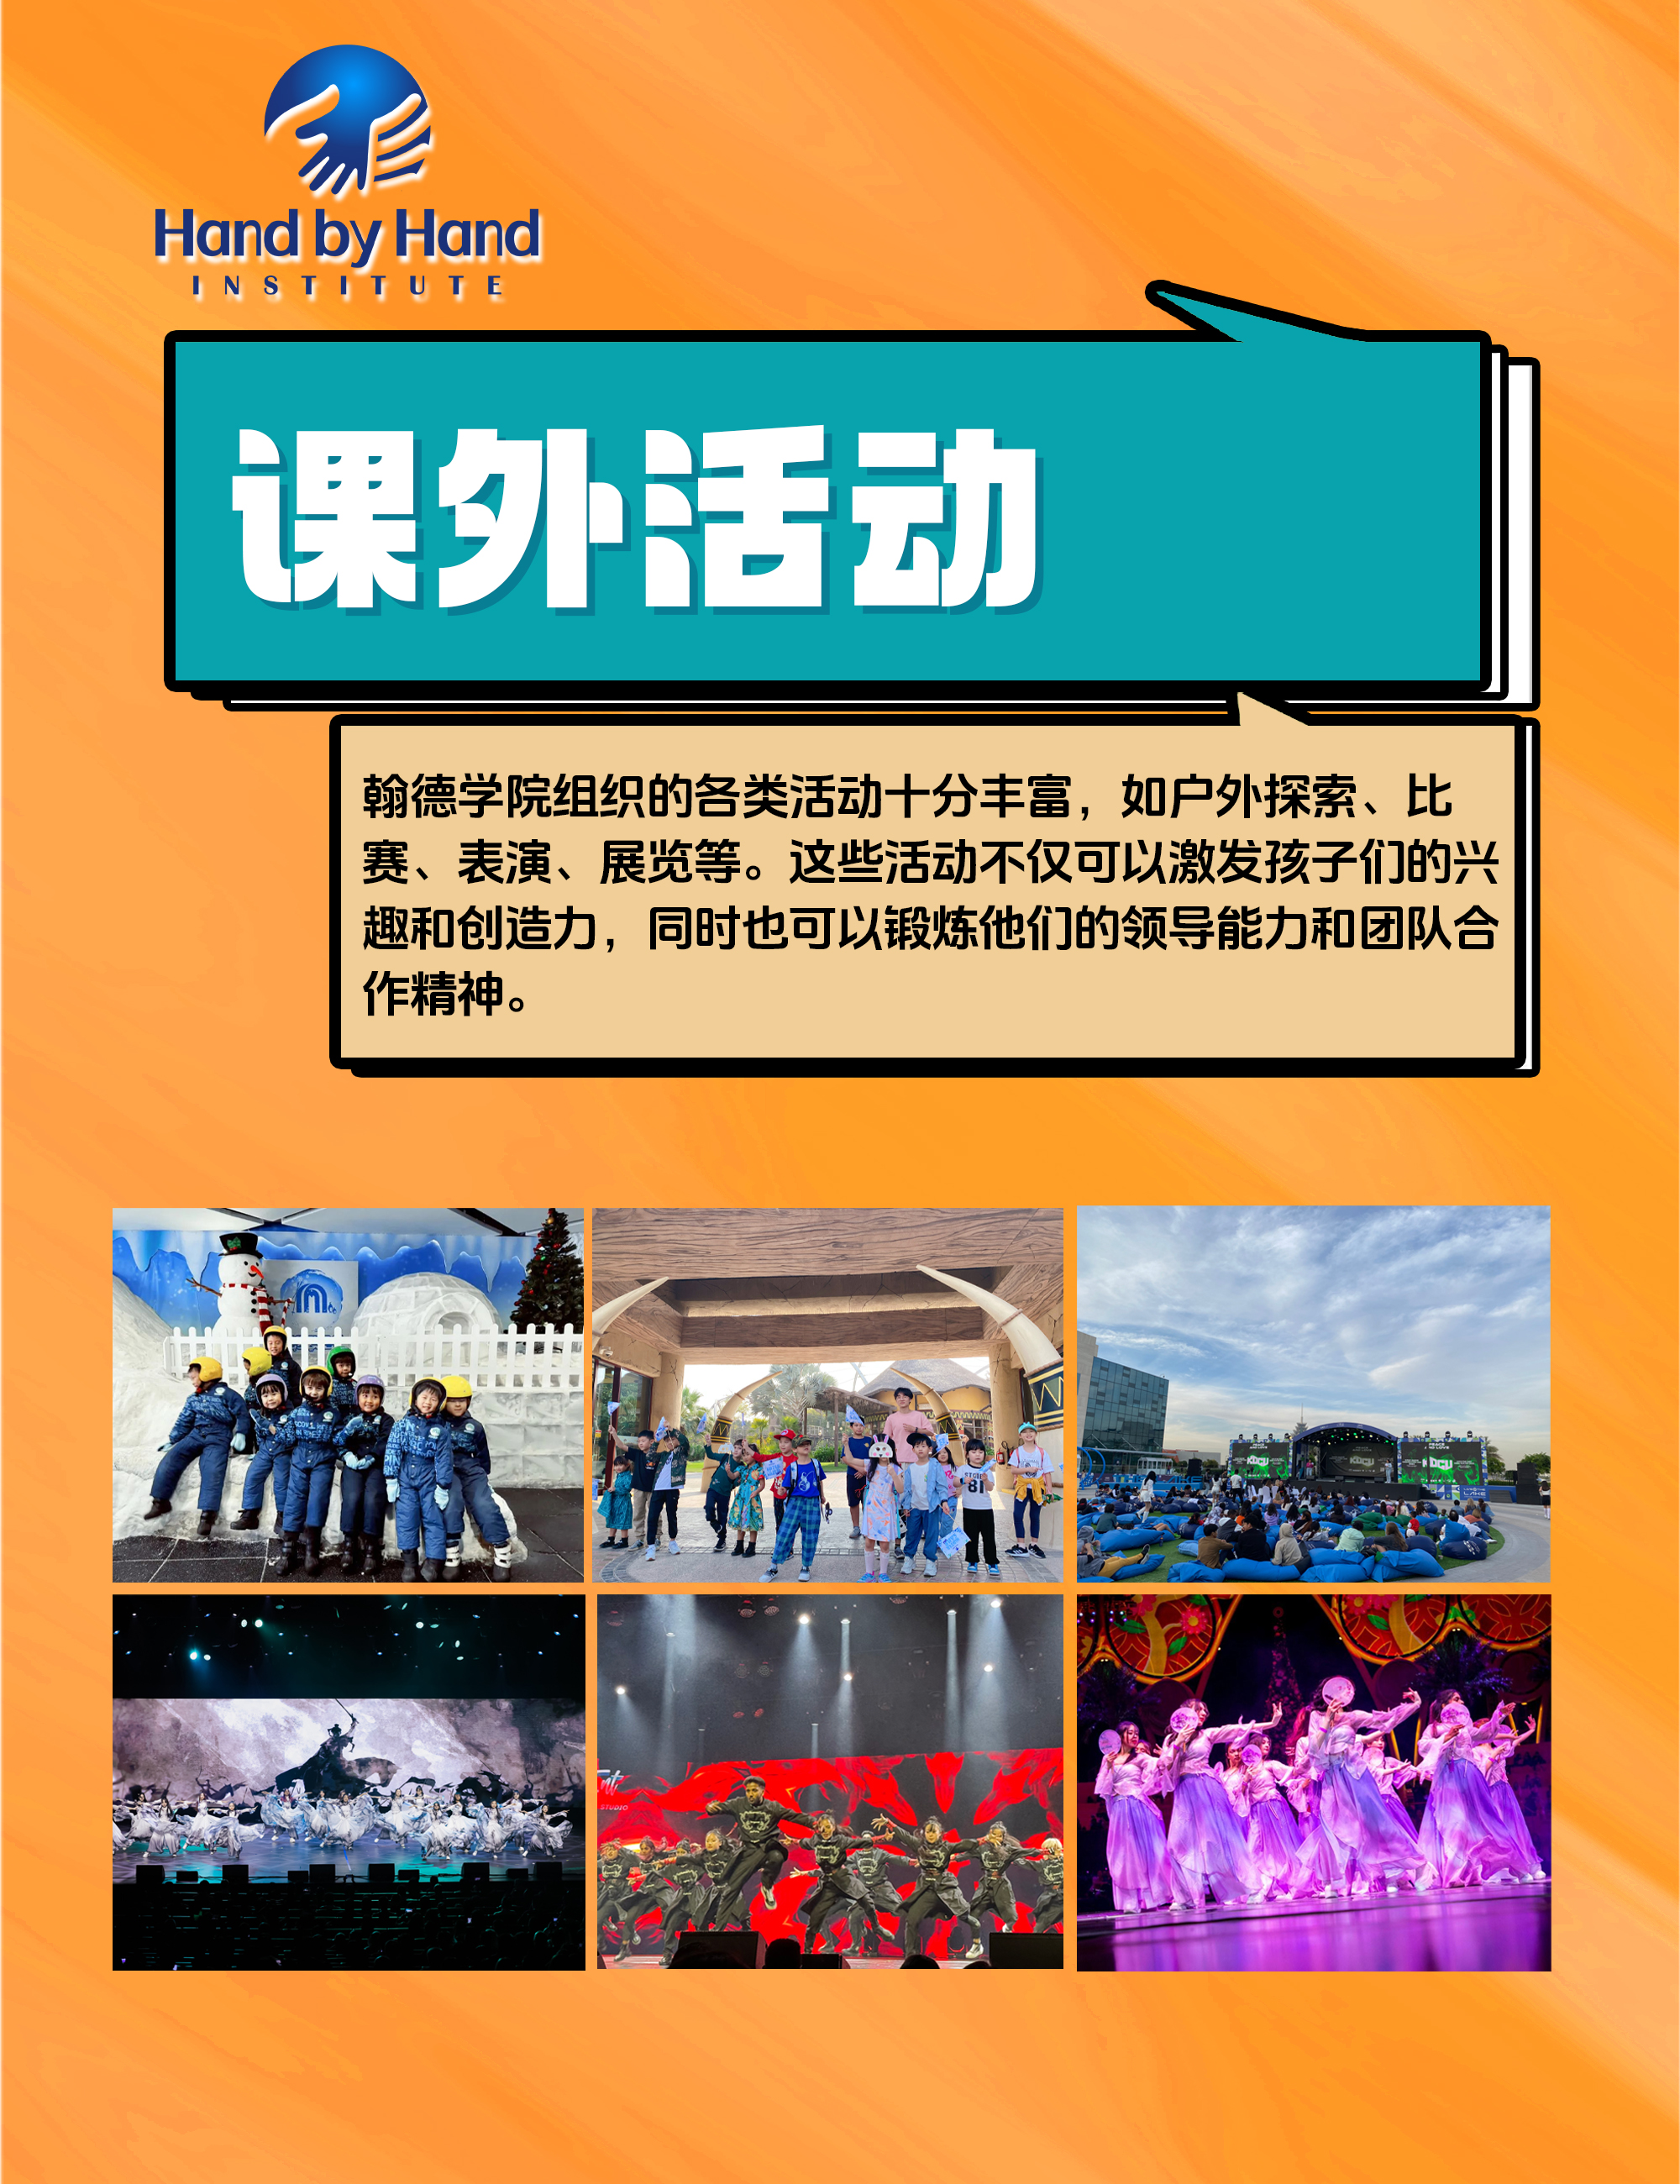 Hand by Hand
INSTITUTE
课外活动
翰德学院组织的各类活动十分丰富，如户外探索、比
赛、表演、展览等。这些活动不仅可以激发孩子们的兴
趣和创造力，同时也可以锻炼他们的领导能力和团队合
作精神。
81
STUDIO